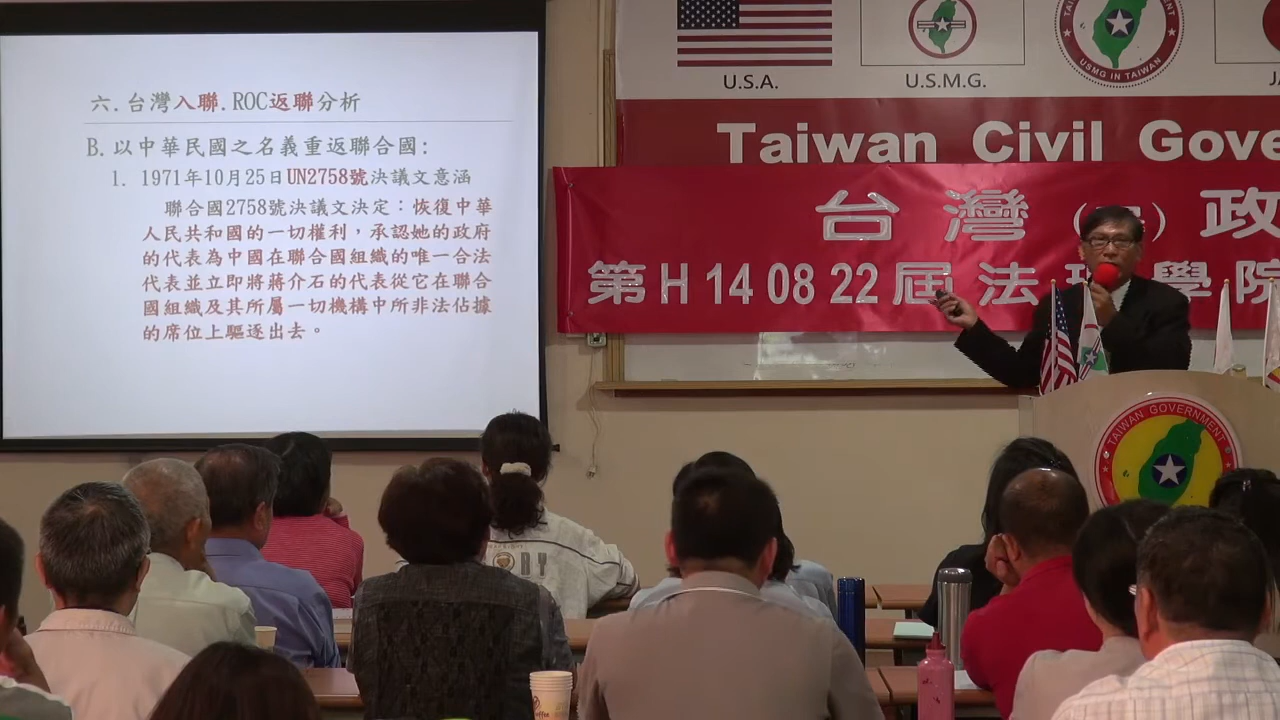 六.台灣入聯.ROC返聯分析
B.以中華民國之名義重返聯合國:
1. 1971年10月25日UN2758號決議文意涵
聯合國2758號決議文決定：恢復中華
人民共和國的一切權利，承認她的政府
的代表為中國在聯合國組織的唯一合法
代表並立即將蔣介石的代表從它在聯合
國組織及其所屬一切機構中所非法佔據
的席位上驅逐出去。
U.S.A.
U.S.M.G.
USMG IN TAIWAN
JA
Taiwan Civil Gove
台灣 政
第H 14 08 22屆法理學院
TAIWAN GOVERNMENT